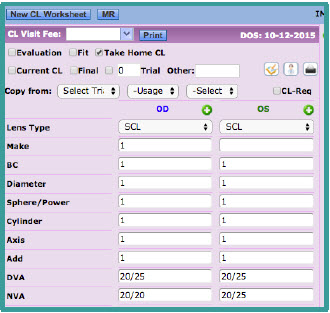 New CL Worksheet MR
CL Visit Fee: Print DOS: 10-12-2015
Evaluation Fit Take Home CL
Current CL Final 0 Trial Other:
Copy from: Select Tri -Usage -Select CL-Req
OD OS
Lens Type SCL SCL
Make 1
BC 1 1
Diameter 1 1
Sphere/Power 1 1
Cylinder 1 1
Axis 1 1
Add 1 1
DVA 20/25 20/25
NVA 20/20 20/25